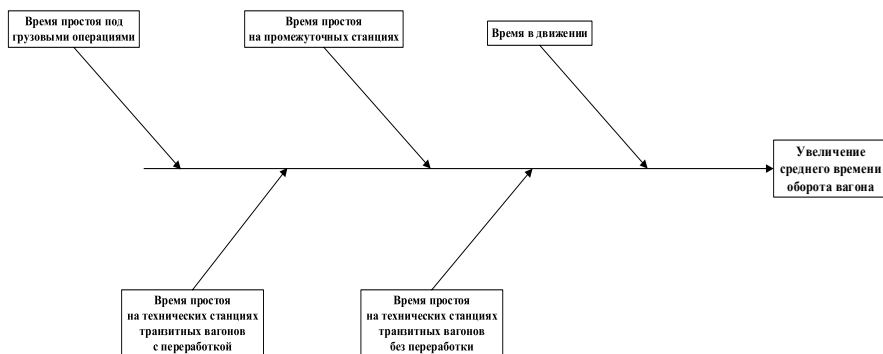 Время простоя под
грузовыми операциями
Время простоя
на промежуточных станциях
Время в движении
Увеличение
среднего времени
оборота вагона
Время простоя
на технических станциях
транзитных вагонов
с переработкой
Время простоя
на технических станциях
транзитных вагонов
без переработки